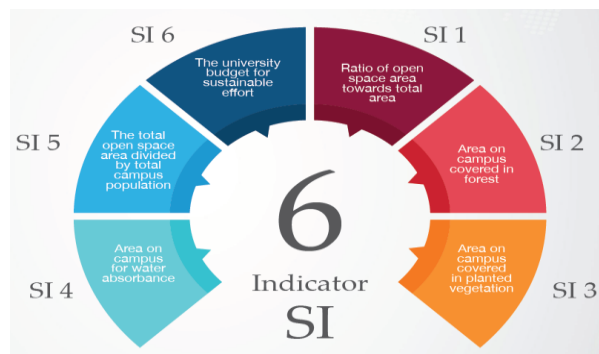 SI 6
The university
budget for
sustainable
effort
SI 1
Ratio of open
space area
towards total
area
SI 5
The total
open space
area divided
by total
campus
population
SI 2
Area on
campus
covered in
forest
SI 4
Area on
campus
for water
absorbance
SI 3
Area on
campus
covered
in planted
vegetation
6
Indicator
SI